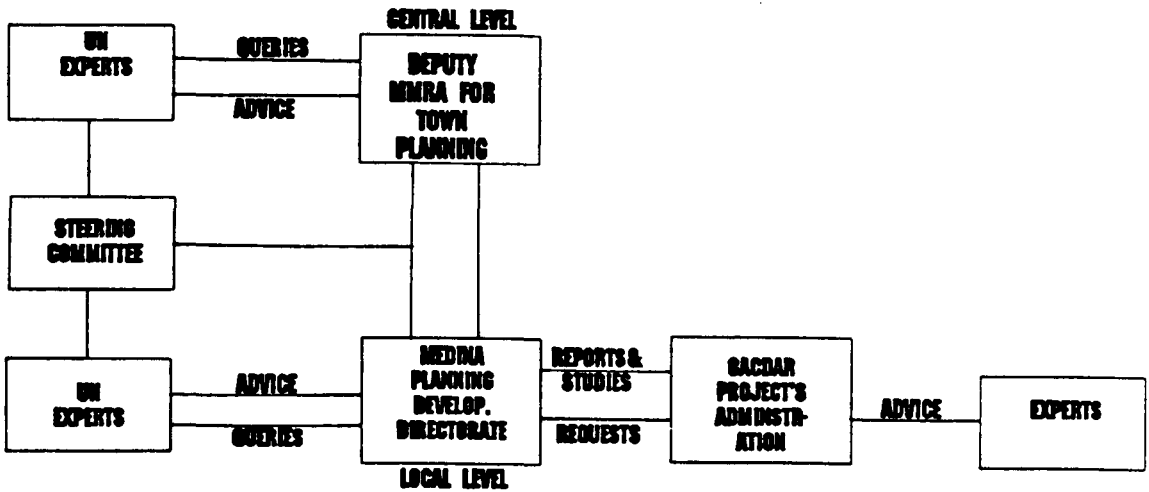 CENTRAL LEVEL
UN
EXPERTS
QUERIES
ADVICE
DEPUTY
MMRA FOR
TOWN
PLANNING
STEERING
COMMITTEE
UN
EXPERTS
ADVICE
QUERIES
MEDINA
PLANNING
DEVELOP.
DIRECTORATE
LOCAL LEVEL
REPORTS &
STUDIES
REQUESTS
GACDAR
PROJECT'S
ADMINSTR-
ATION
ADVICE
EXPERTS